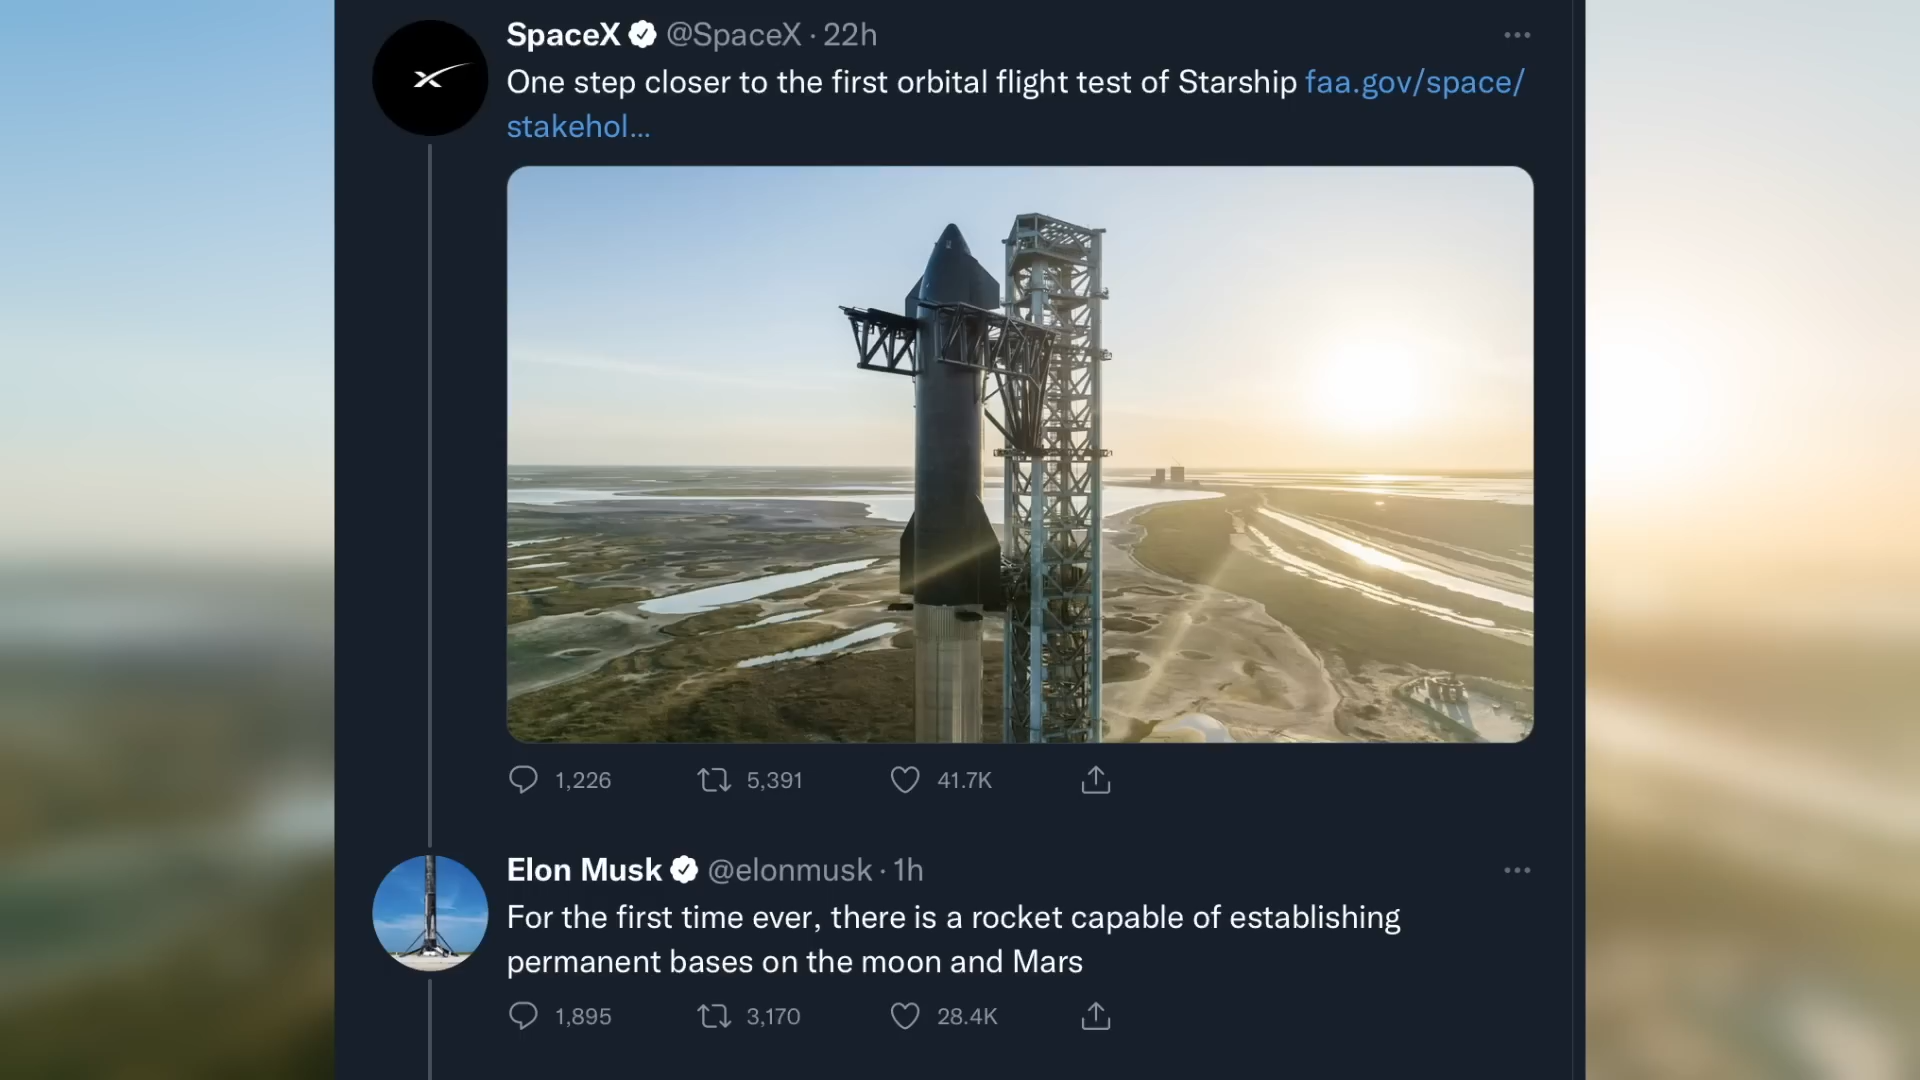 SpaceX @SpaceX · 22h
One step closer to the first orbital flight test of Starship faa.gov/space/
stakehol...
1,226 5,391 41.7K
Elon Musk @elonmusk · 1h
For the first time ever, there is a rocket capable of establishing
permanent bases on the moon and Mars
1,895 3,170 28.4K